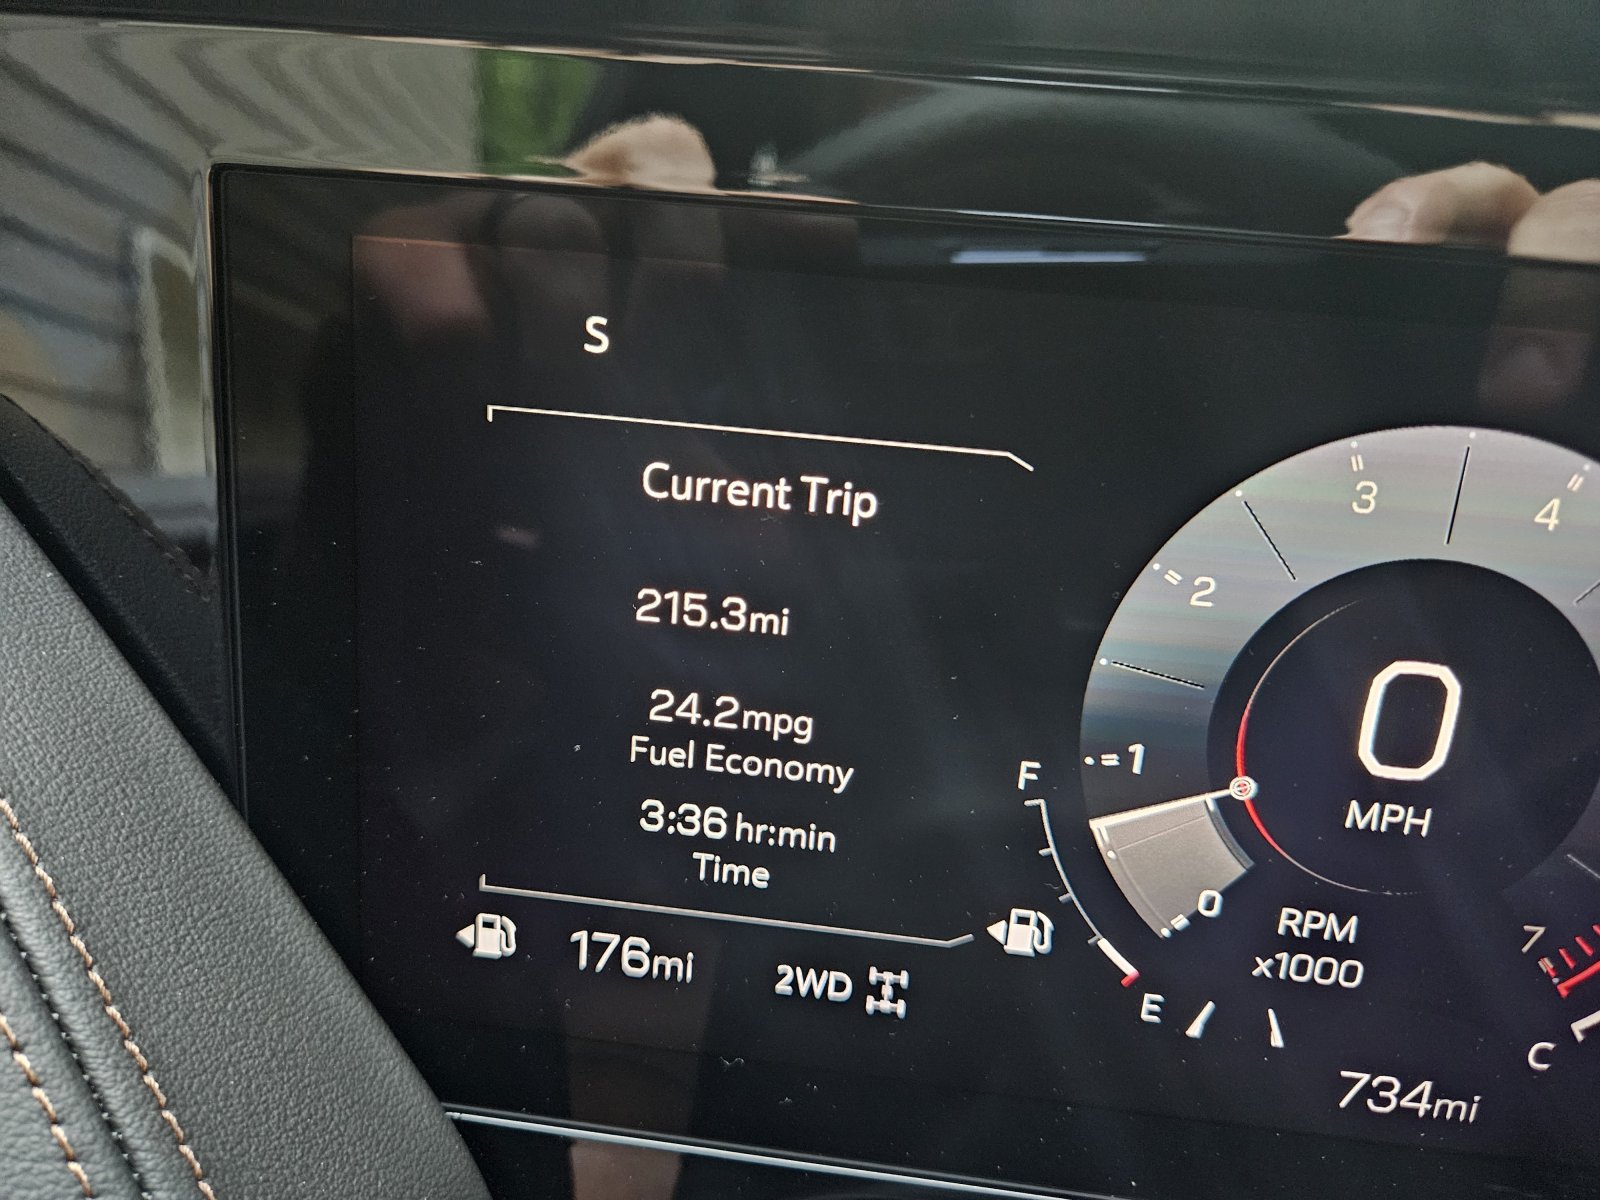 S
Current Trip
215.3mi
24.2mpg
Fuel Economy
3:36 hr:min
Time
176mi
2WD
F
E
0
1
2
3
4
7
0
MPH
RPM
x1000
C
734mi